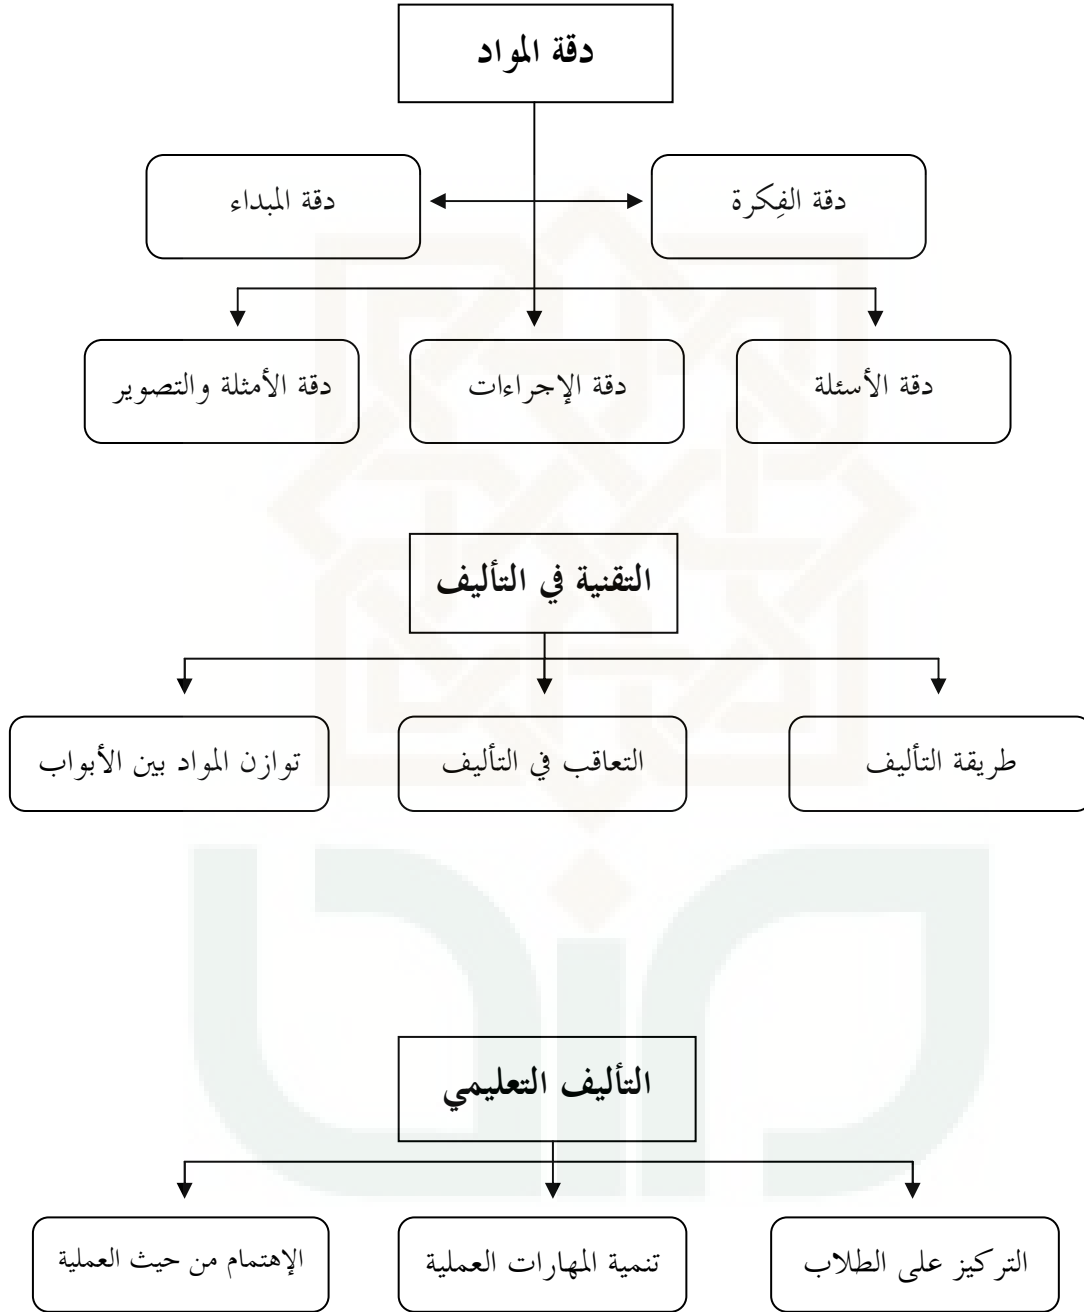 دقة المواد
دقة الفِكرة
دقة المبداء
دقة الأسئلة
دقة الإجراءات
دقة الأمثلة والتصوير
التقنية في التأليف
طريقة التأليف
التعاقب في التأليف
توازن المواد بين الأبواب
التأليف التعليمي
التركيز على الطلاب
تنمية المهارات العملية
الإهتمام من حيث العملية